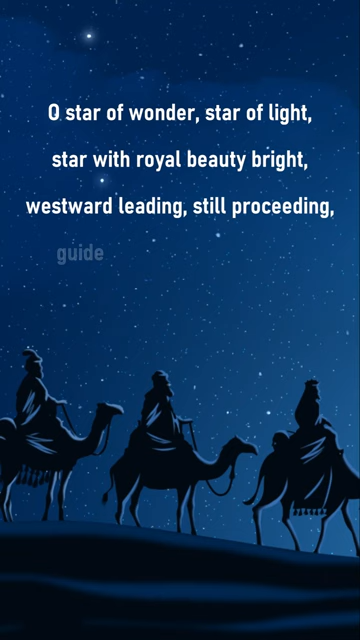 O star of wonder, star of light,
star with royal beauty bright,
westward leading, still proceeding,
guide